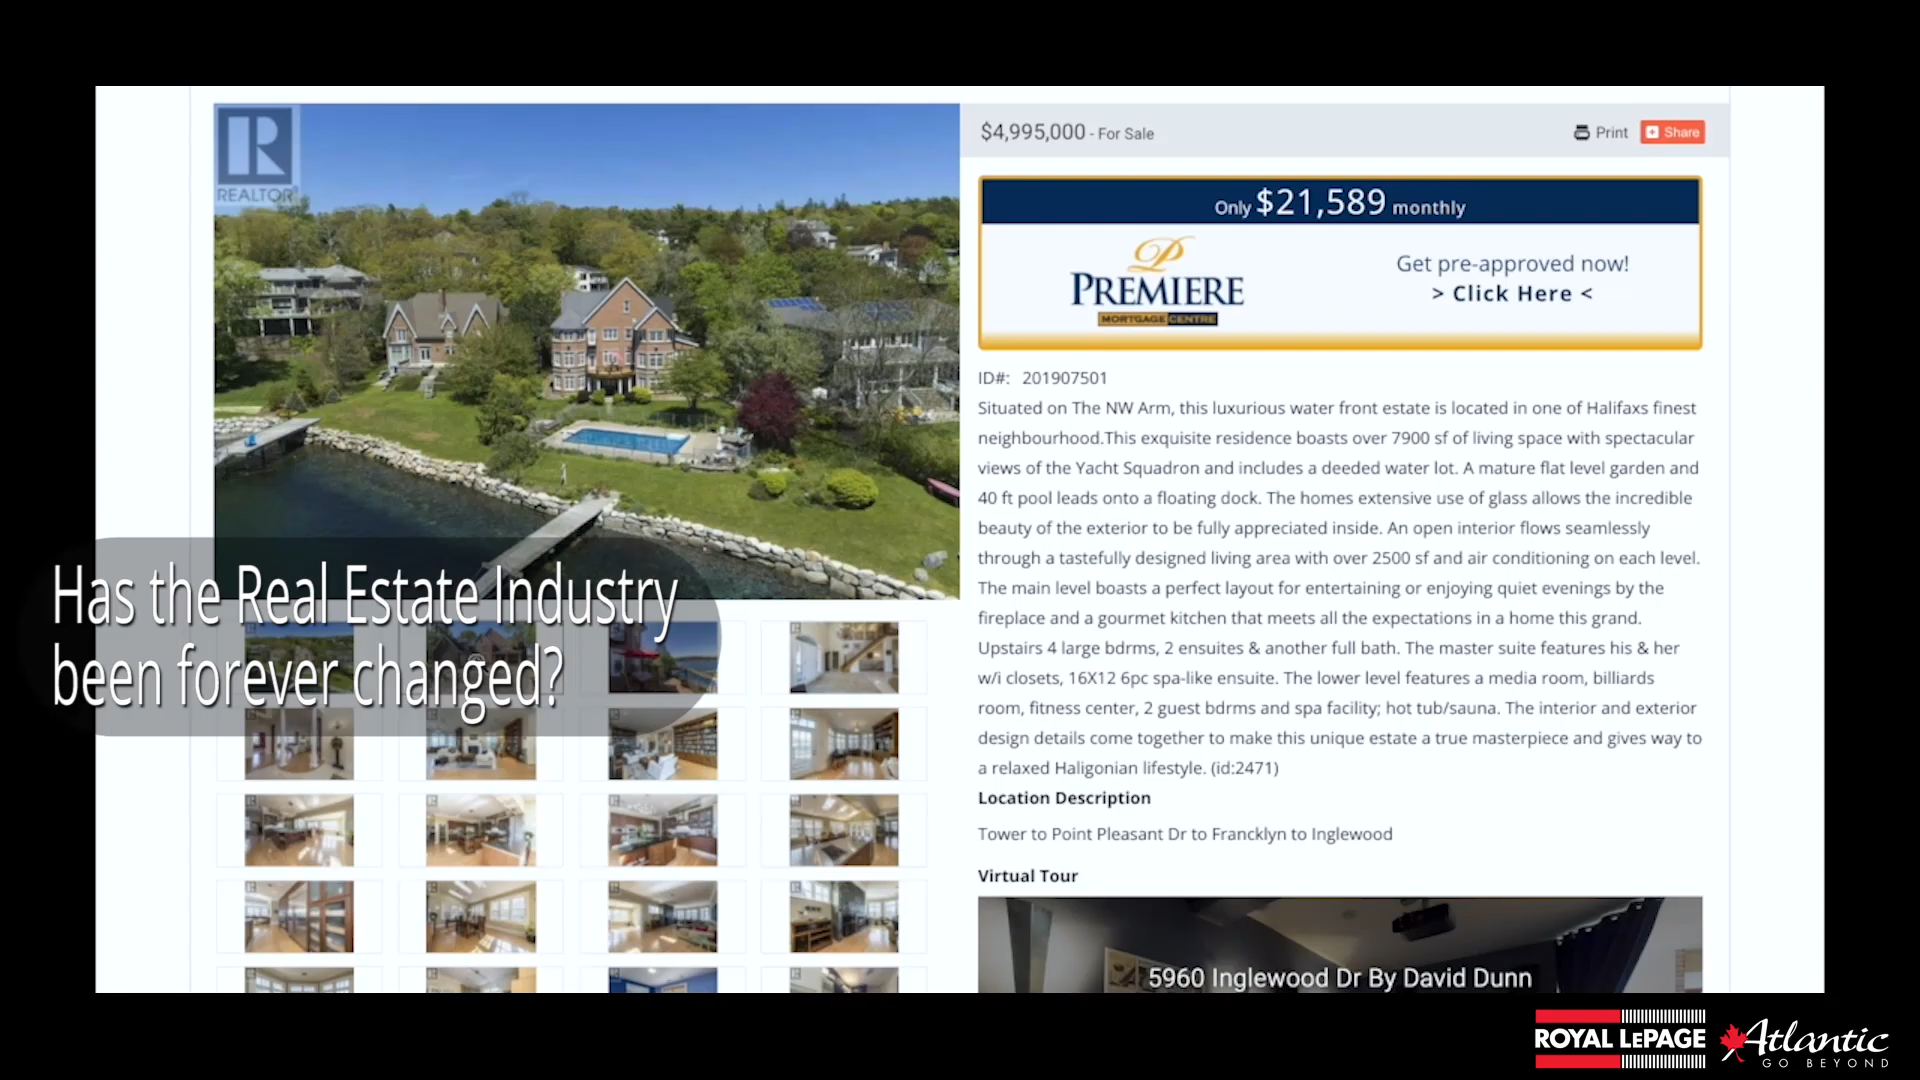 REALTOR®
$4,995,000 - For Sale
Print
Share
Only $21,589 monthly
P
PREMIERE
MORTGAGE CENTRE
Get pre-approved now!
> Click Here <
ID#: 201907501
Situated on The NW Arm, this luxurious water front estate is located in one of Halifaxs finest
neighbourhood.This exquisite residence boasts over 7900 sf of living space with spectacular
views of the Yacht Squadron and includes a deeded water lot. A mature flat level garden and
40 ft pool leads onto a floating dock. The homes extensive use of glass allows the incredible
beauty of the exterior to be fully appreciated inside. An open interior flows seamlessly
through a tastefully designed living area with over 2500 sf and air conditioning on each level.
The main level boasts a perfect layout for entertaining or enjoying quiet evenings by the
fireplace and a gourmet kitchen that meets all the expectations in a home this grand.
Upstairs 4 large bdrms, 2 ensuites & another full bath. The master suite features his & her
w/i closets, 16X12 6pc spa-like ensuite. The lower level features a media room, billiards
room, fitness center, 2 guest bdrms and spa facility; hot tub/sauna. The interior and exterior
design details come together to make this unique estate a true masterpiece and gives way to
a relaxed Haligonian lifestyle. (id:2471)
Location Description
Tower to Point Pleasant Dr to Francklyn to Inglewood
Virtual Tour
5960 Inglewood Dr By David Dunn
Has the Real Estate Industry
been forever changed?
ROYAL LEPAGE
Atlantic
GO BEYOND